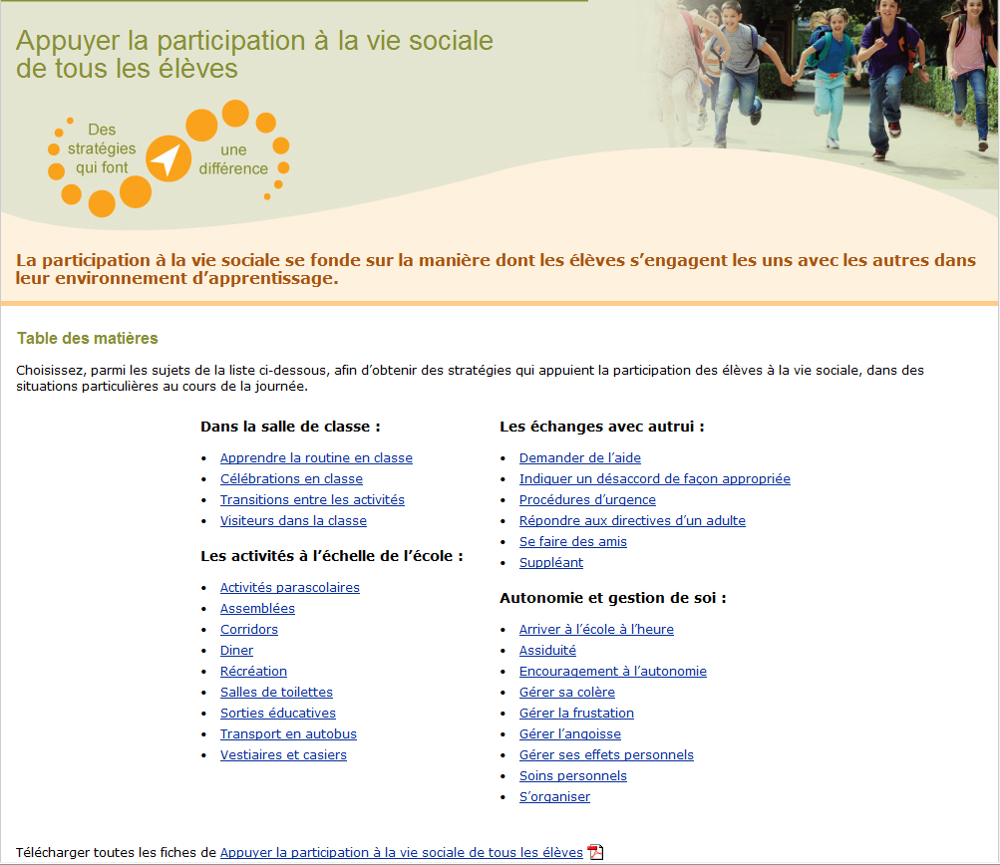 Appuyer la participation à la vie sociale
de tous les élèves
Des
stratégies
qui font
une
différence
La participation à la vie sociale se fonde sur la manière dont les élèves s’engagent les uns avec les autres dans
leur environnement d’apprentissage.
Table des matières
Choisissez, parmi les sujets de la liste ci-dessous, afin d’obtenir des stratégies qui appuient la participation des élèves à la vie sociale, dans des
situations particulières au cours de la journée.
Dans la salle de classe :
• Apprendre la routine en classe
• Célébrations en classe
• Transitions entre les activités
• Visiteurs dans la classe
Les activités à l’échelle de l’école :
• Activités parascolaires
• Assemblées
• Corridors
• Diner
• Récréation
• Salles de toilettes
• Sorties éducatives
• Transport en autobus
• Vestiaires et casiers
Les échanges avec autrui :
• Demander de l’aide
• Indiquer un désaccord de façon appropriée
• Procédures d’urgence
• Répondre aux directives d’un adulte
• Se faire des amis
• Suppléant
Autonomie et gestion de soi :
• Arriver à l’école à l’heure
• Assiduité
• Encouragement à l’autonomie
• Gérer sa colère
• Gérer la frustation
• Gérer l’angoisse
• Gérer ses effets personnels
• Soins personnels
• S’organiser
Télécharger toutes les fiches de Appuyer la participation à la vie sociale de tous les élèves